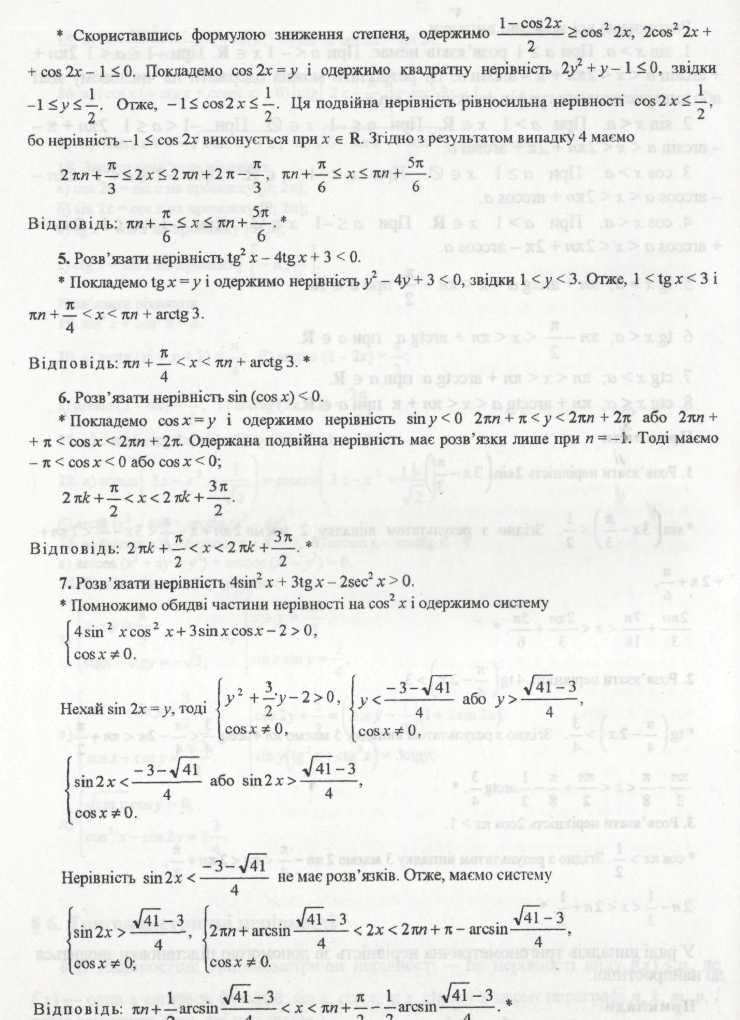 * Скориставшись формулою зниження степеня, одержимо (1 − cos 2x)/2 ≥ cos² 2x, 2cos² 2x +
+ cos 2x − 1 ≤ 0. Покладемо cos 2x = y і одержимо квадратну нерівність 2y² + y − 1 ≤ 0, звідки
−1 ≤ y ≤ 1/2. Отже, −1 ≤ cos 2x ≤ 1/2. Ця подвійна нерівність рівносильна нерівності cos 2x ≤ 1/2,
бо нерівність −1 ≤ cos 2x виконується при x ∈ R. Згідно з результатом випадку 4 маємо
2πn + π/3 ≤ 2x ≤ 2πn + 2π − π/3, πn + π/6 ≤ x ≤ πn + 5π/6.
Відповідь: πn + π/6 ≤ x ≤ πn + 5π/6. *
5. Розв'язати нерівність tg² x − 4tg x + 3 < 0.
* Покладемо tg x = y і одержимо нерівність y² − 4y + 3 < 0, звідки 1 < y < 3. Отже, 1 < tg x < 3 і
πn + π/4 < x < πn + arctg 3.
Відповідь: πn + π/4 < x < πn + arctg 3. *
6. Розв'язати нерівність sin (cos x) < 0.
* Покладемо cos x = y і одержимо нерівність sin y < 0 2πn + π < y < 2πn + 2π або 2πn +
+ π < cos x < 2πn + 2π. Одержана подвійна нерівність має розв'язки лише при n = −1. Тоді маємо
− π < cos x < 0 або cos x < 0;
2πk + π/2 < x < 2πk + 3π/2.
Відповідь: 2πk + π/2 < x < 2πk + 3π/2. *
7. Розв'язати нерівність 4sin² x + 3tg x − 2sec² x > 0.
* Помножимо обидві частини нерівності на cos² x і одержимо систему
{ 4 sin² x cos² x + 3 sin x cos x − 2 > 0,
cos x ≠ 0.
Нехай sin 2x = y, тоді { y² + 3/2 y − 2 > 0, cos x ≠ 0, { y < (−3 − √41)/4 або y > (√41 − 3)/4, cos x ≠ 0,
{ sin 2x < (−3 − √41)/4 або sin 2x > (√41 − 3)/4,
cos x ≠ 0.
Нерівність sin 2x < (−3 − √41)/4 не має розв'язків. Отже, маємо систему
{ sin 2x > (√41 − 3)/4, cos x ≠ 0; { 2πn + arcsin (√41 − 3)/4 < 2x < 2πn + π − arcsin (√41 − 3)/4, cos x ≠ 0.
Відповідь: πn + 1/2 arcsin (√41 − 3)/4 < x < πn + π/2 − 1/2 arcsin (√41 − 3)/4. *